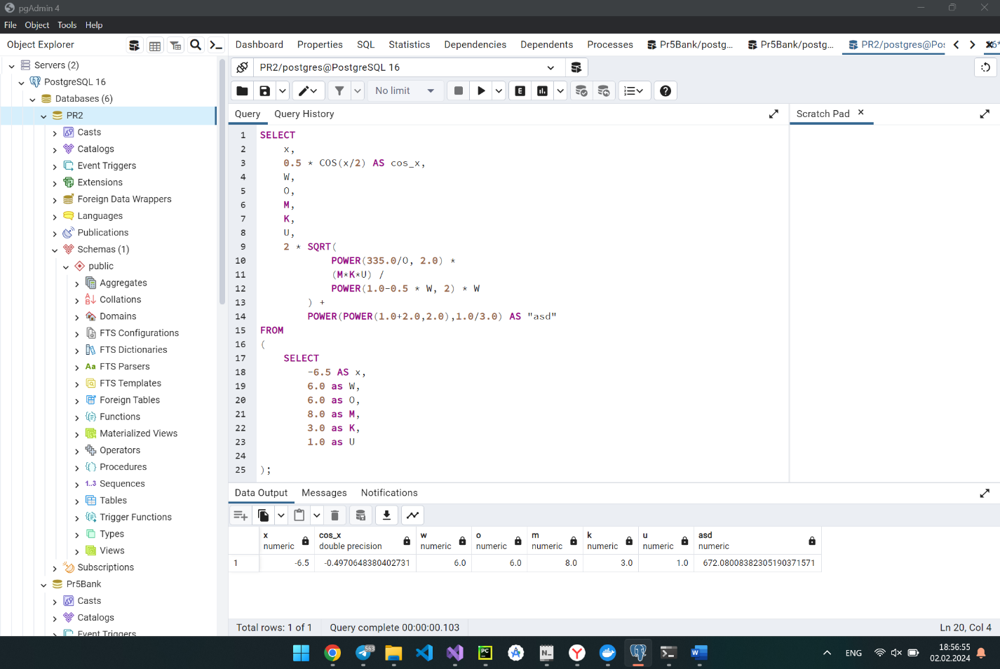 pgAdmin 4
File Object Tools Help
Object Explorer
Dashboard Properties SQL Statistics Dependencies Dependents Processes Pr5Bank/postg... Pr5Bank/postg... PR2/postgres@Pos
Servers (2)
PostgreSQL 16
Databases (6)
PR2
Casts
Catalogs
Event Triggers
Extensions
Foreign Data Wrappers
Languages
Publications
Schemas (1)
public
Aggregates
Collations
Domains
FTS Configurations
FTS Dictionaries
Aa FTS Parsers
FTS Templates
Foreign Tables
Functions
Materialized Views
Operators
Procedures
1..3 Sequences
Tables
Trigger Functions
Types
Views
Subscriptions
Pr5Bank
Casts
Catalogs
Event Triggers
PR2/postgres@PostgreSQL 16
No limit
Query Query History
Scratch Pad
1 SELECT
2 x,
3 0.5 * COS(x/2) AS cos_x,
4 W,
5 O,
6 M,
7 K,
8 U,
9 2 * SQRT(
10 POWER(335.0/O, 2.0) *
11 (M*K*U) /
12 POWER(1.0-0.5 * W, 2) * W
13 ) +
14 POWER(POWER(1.0+2.0,2.0),1.0/3.0) AS "asd"
15 FROM
16 (
17 SELECT
18 -6.5 AS x,
19 6.0 as W,
20 6.0 as O,
21 8.0 as M,
22 3.0 as K,
23 1.0 as U
24
25 );
Data Output Messages Notifications
x cos_x w o m k u asd
numeric double precision numeric numeric numeric numeric numeric numeric
1 -6.5 -0.4970648380402731 6.0 6.0 8.0 3.0 1.0 672.08008382305190371571
Total rows: 1 of 1 Query complete 00:00:00.103 Ln 20, Col 4
563
PC
ENG
18:56:55
02.02.2024